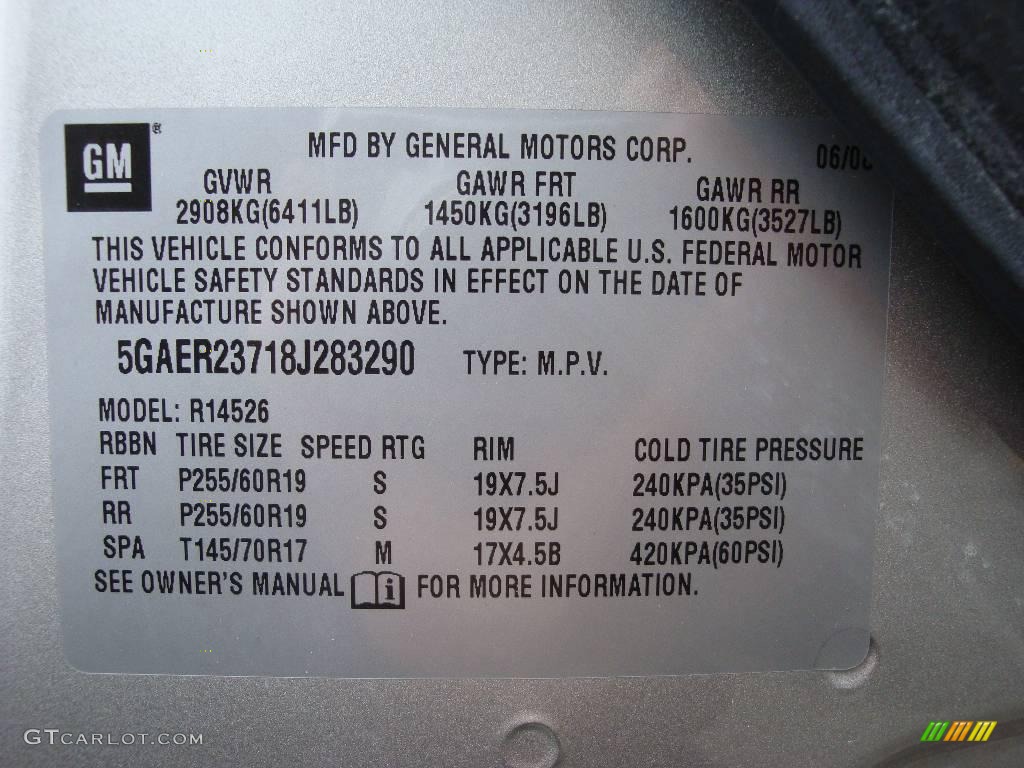 GM ® MFD BY GENERAL MOTORS CORP. 06/0
GVWR GAWR FRT GAWR RR
2908KG(6411LB) 1450KG(3196LB) 1600KG(3527LB)
THIS VEHICLE CONFORMS TO ALL APPLICABLE U.S. FEDERAL MOTOR
VEHICLE SAFETY STANDARDS IN EFFECT ON THE DATE OF
MANUFACTURE SHOWN ABOVE.
5GAER23718J283290 TYPE: M.P.V.
MODEL: R14526
RBBN TIRE SIZE SPEED RTG RIM COLD TIRE PRESSURE
FRT P255/60R19 S 19X7.5J 240KPA(35PSI)
RR P255/60R19 S 19X7.5J 240KPA(35PSI)
SPA T145/70R17 M 17X4.5B 420KPA(60PSI)
SEE OWNER'S MANUAL i FOR MORE INFORMATION.
GTCARLOT.COM